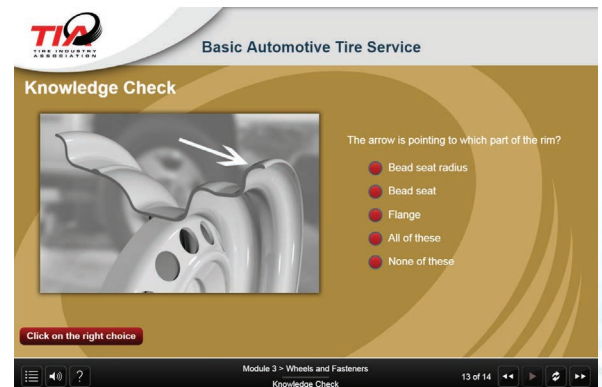 TIA
TIRE INDUSTRY
ASSOCIATION
Basic Automotive Tire Service
Knowledge Check
The arrow is pointing to which part of the rim?
Bead seat radius
Bead seat
Flange
All of these
None of these
Click on the right choice
?
Module 3 > Wheels and Fasteners
Knowledge Check
13 of 14